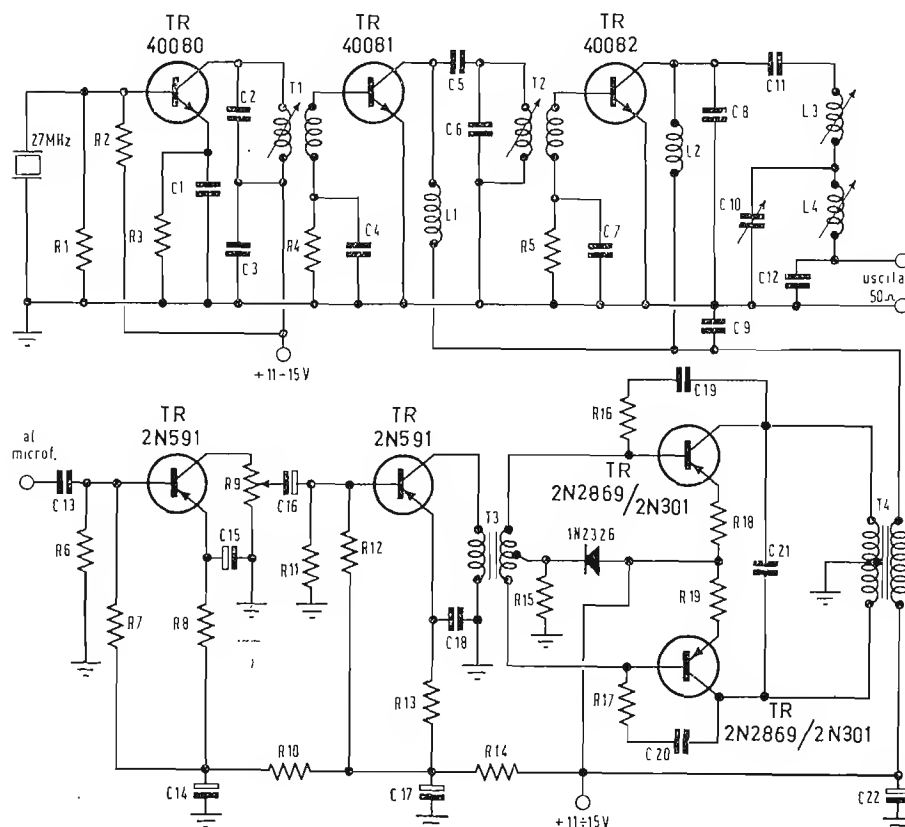 TR
40080
TR
40081
TR
40082
C2
T1
C5
T2
C11
27MHz
R2
C6
C8
L3
C1
L2
R3
C4
L1
C10
L4
R1
C3
R4
R5
C7
C12
uscita
50Ω
C9
+11-15V
C19
TR
2N591
TR
2N591
R16
al
microf.
TR
2N2869/2N301
C13
R9
C16
T3
1N2326
R18
T4
C15
R12
C21
R6
R11
R15
R19
R7
R8
C18
R13
R17
TR
2N2869/2N301
C20
R10
R14
C14
C17
+11÷15V
C22